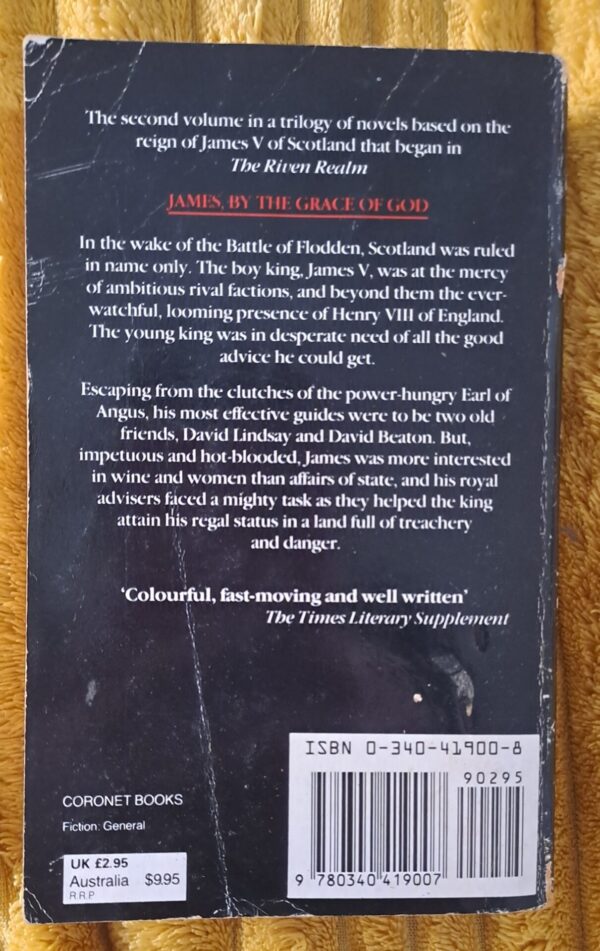 The second volume in a trilogy of novels based on the
reign of James V of Scotland that began in
The Riven Realm
JAMES, BY THE GRACE OF GOD
In the wake of the Battle of Flodden, Scotland was ruled
in name only. The boy king, James V, was at the mercy
of ambitious rival factions, and beyond them the ever-
watchful, looming presence of Henry VIII of England.
The young king was in desperate need of all the good
advice he could get.
Escaping from the clutches of the power-hungry Earl of
Angus, his most effective guides were to be two old
friends, David Lindsay and David Beaton. But,
impetuous and hot-blooded, James was more interested
in wine and women than affairs of state, and his royal
advisers faced a mighty task as they helped the king
attain his regal status in a land full of treachery
and danger.
‘Colourful, fast-moving and well written’
The Times Literary Supplement
ISBN 0-340-41900-8
90295
9 780340 419007
CORONET BOOKS
Fiction: General
UK £2.95
Australia $9.95
R.R.P